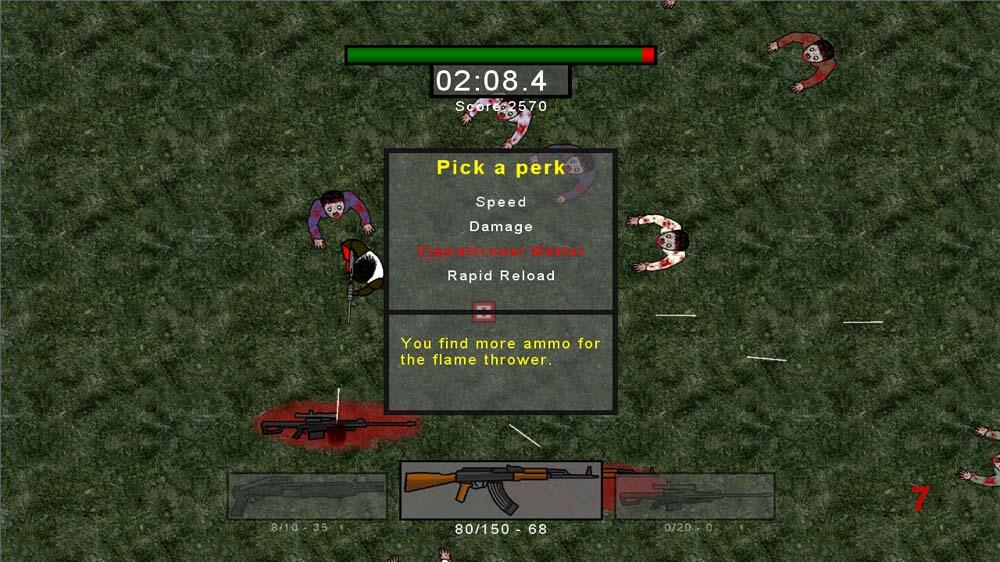 02:08.4
Score:2570
Pick a perk
Speed
Damage
Flamethrower Master
Rapid Reload
You find more ammo for
the flame thrower.
8/10 - 35
80/150 - 68
0/20 - 0
7